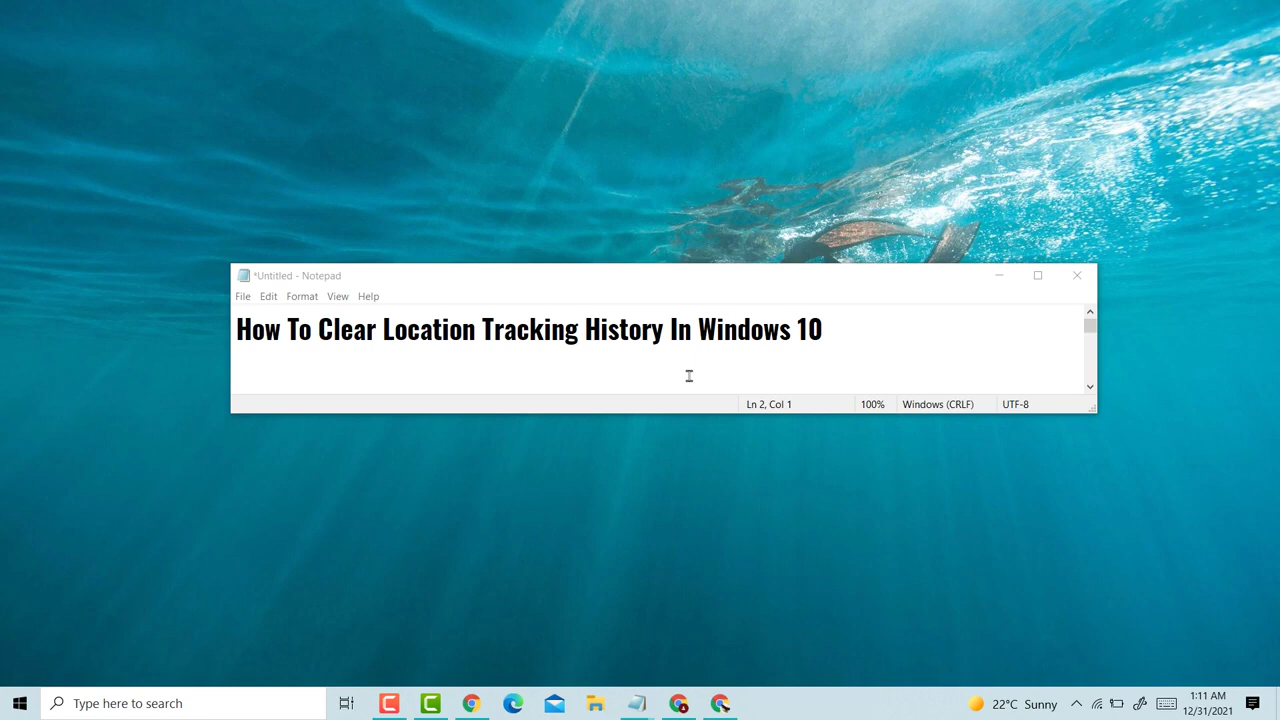 *Untitled - Notepad
File Edit Format View Help
How To Clear Location Tracking History In Windows 10
Ln 2, Col 1 100% Windows (CRLF) UTF-8
Type here to search
22°C Sunny
1:11 AM
12/31/2021